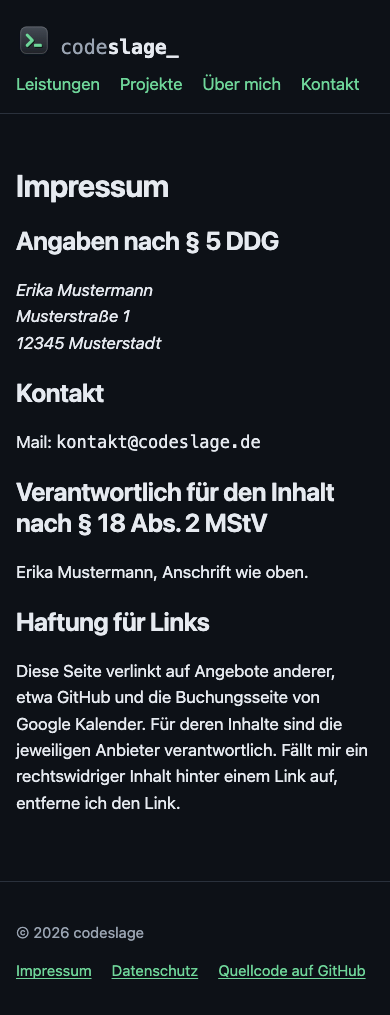 codeslage_
Leistungen Projekte Über mich Kontakt
Impressum
Angaben nach § 5 DDG
Erika Mustermann
Musterstraße 1
12345 Musterstadt
Kontakt
Mail: kontakt@codeslage.de
Verantwortlich für den Inhalt
nach § 18 Abs. 2 MStV
Erika Mustermann, Anschrift wie oben.
Haftung für Links
Diese Seite verlinkt auf Angebote anderer,
etwa GitHub und die Buchungsseite von
Google Kalender. Für deren Inhalte sind die
jeweiligen Anbieter verantwortlich. Fällt mir ein
rechtswidriger Inhalt hinter einem Link auf,
entferne ich den Link.
© 2026 codeslage
Impressum Datenschutz Quellcode auf GitHub